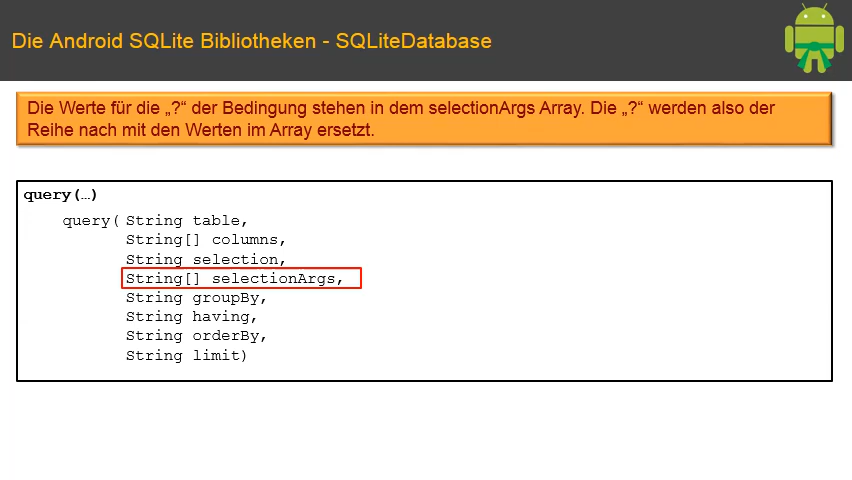 Die Android SQLite Bibliotheken - SQLiteDatabase
Die Werte für die „?“ der Bedingung stehen in dem selectionArgs Array. Die „?“ werden also der
Reihe nach mit den Werten im Array ersetzt.
query(…)
query( String table,
String[] columns,
String selection,
String[] selectionArgs,
String groupBy,
String having,
String orderBy,
String limit)